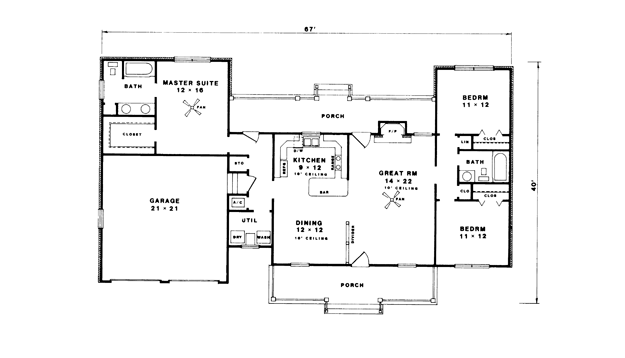 67'
BATH
MASTER SUITE
12 × 16
FAN
CLOSET
PORCH
BEDRM
11 × 12
LIN
CLOS
BATH
CLO
CLOS
BEDRM
11 × 12
40'
STO
A/C
UTIL
DRY
WASH
GARAGE
21 × 21
D/W
REFG
KITCHEN
9 × 12
10' CEILING
RANGE
BAR
DINING
12 × 12
10' CEILING
GREAT RM
14 × 22
10' CEILING
FAN
PORCH